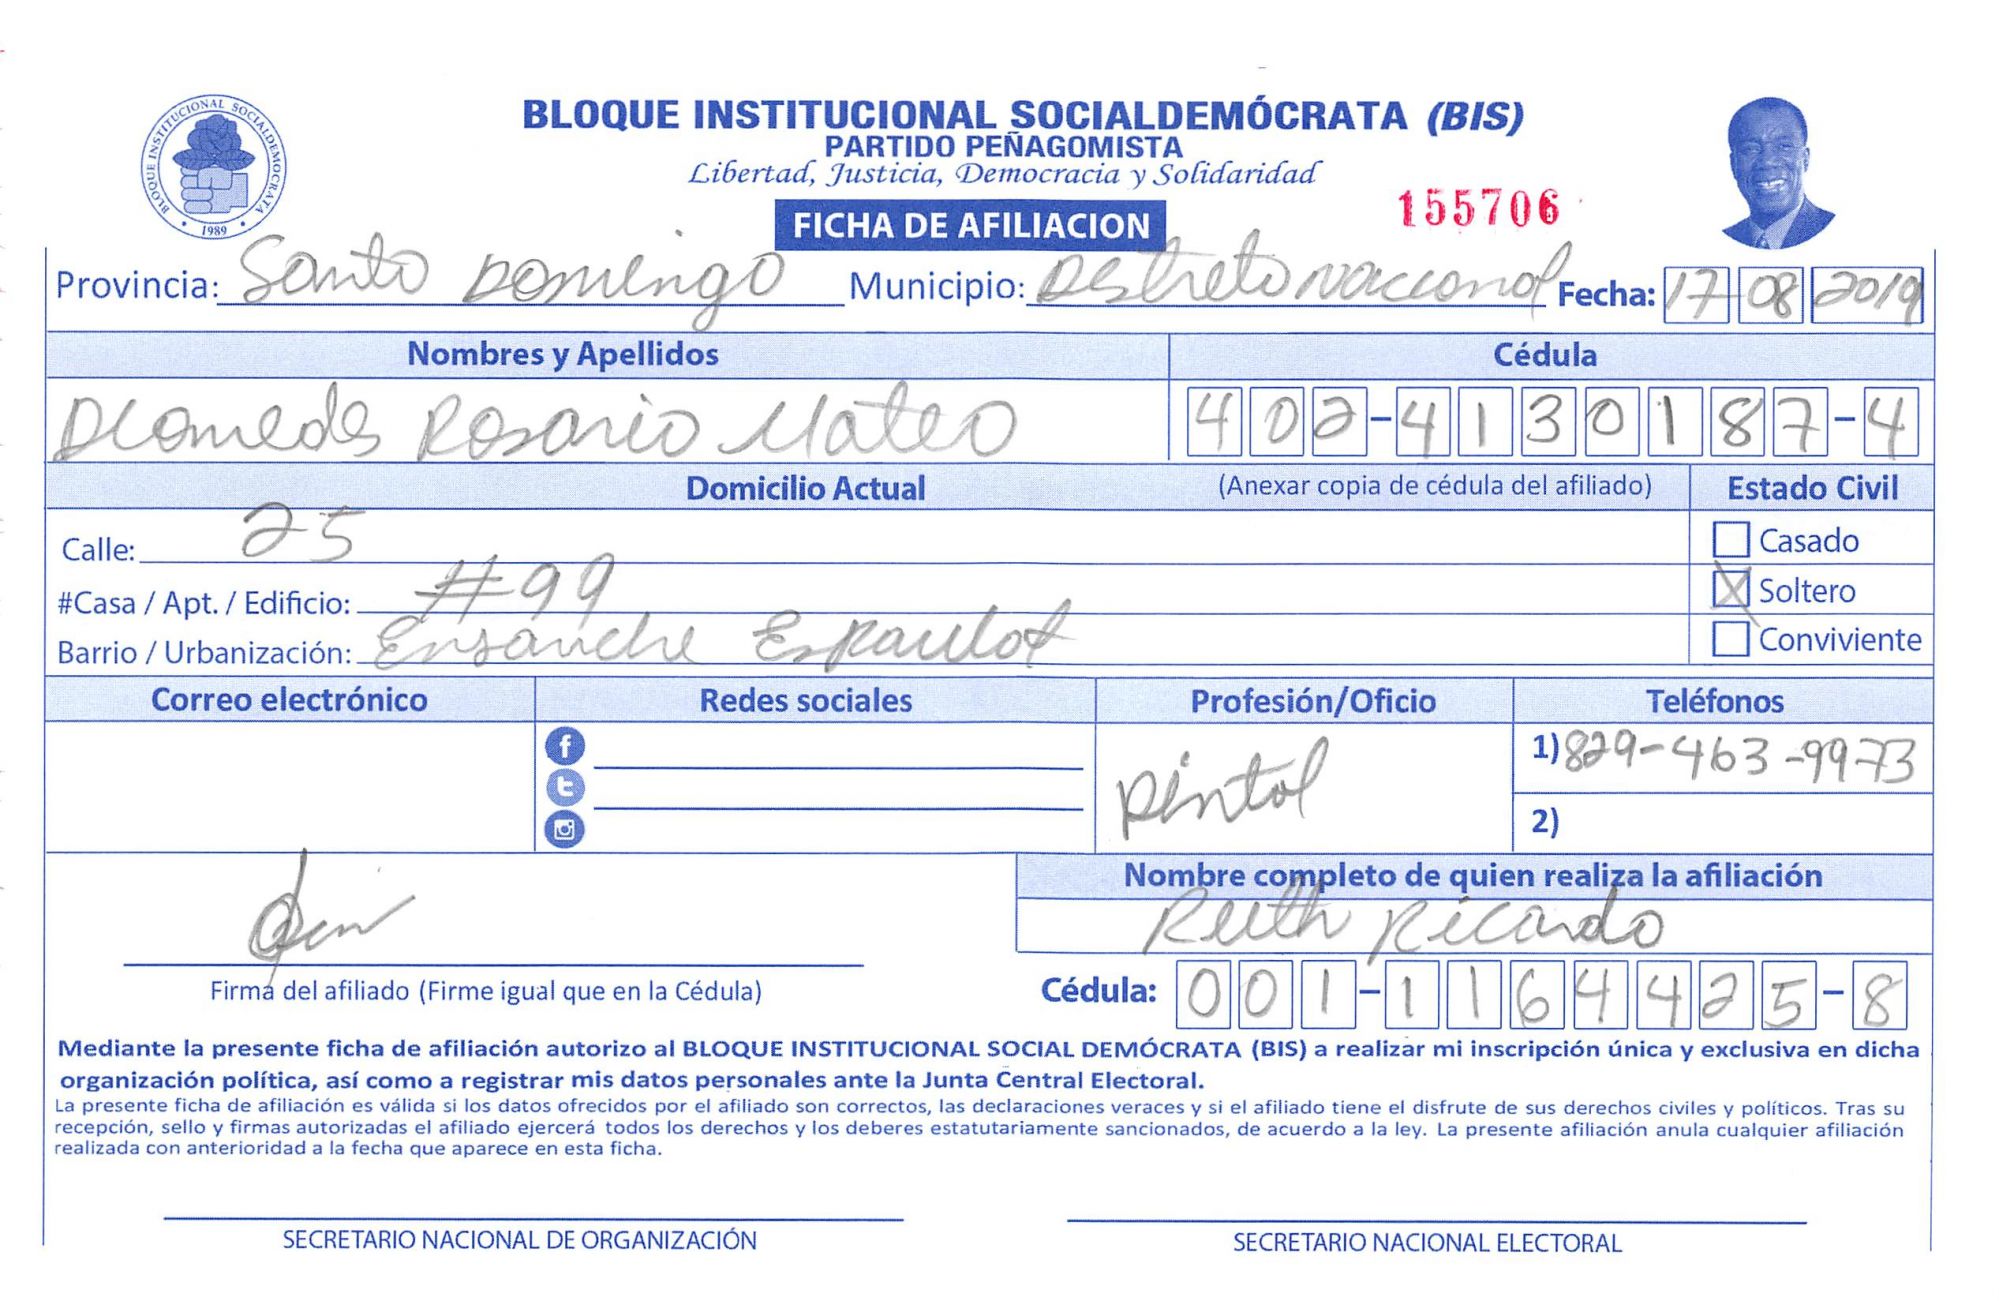 BLOQUE INSTITUCIONAL SOCIALDEMÓCRATA (BIS)
PARTIDO PEÑAGOMISTA
Libertad, Justicia, Democracia y Solidaridad
BLOQUE INSTITUCIONAL SOCIALDEMOCRATA
1989
155706
FICHA DE AFILIACION
Provincia: Santo Domingo Municipio: Distreto naccional Fecha: 17 08 2019
Nombres y Apellidos Cédula
Diomedes Rosario Mateo 402-4130187-4
Domicilio Actual (Anexar copia de cédula del afiliado) Estado Civil
Calle: 25 Casado
#Casa / Apt. / Edificio: #99 X Soltero
Barrio / Urbanización: Ensanche Espaillat Conviviente
Correo electrónico Redes sociales Profesión/Oficio Teléfonos
pintol 1) 829-463-9973
2)
Nombre completo de quien realiza la afiliación
Ruth Ricardo
Firma del afiliado (Firme igual que en la Cédula) Cédula: 001-1164425-8
Mediante la presente ficha de afiliación autorizo al BLOQUE INSTITUCIONAL SOCIAL DEMÓCRATA (BIS) a realizar mi inscripción única y exclusiva en dicha
organización política, así como a registrar mis datos personales ante la Junta Central Electoral.
La presente ficha de afiliación es válida si los datos ofrecidos por el afiliado son correctos, las declaraciones veraces y si el afiliado tiene el disfrute de sus derechos civiles y políticos. Tras su
recepción, sello y firmas autorizadas el afiliado ejercerá todos los derechos y los deberes estatutariamente sancionados, de acuerdo a la ley. La presente afiliación anula cualquier afiliación
realizada con anterioridad a la fecha que aparece en esta ficha.
SECRETARIO NACIONAL DE ORGANIZACIÓN SECRETARIO NACIONAL ELECTORAL